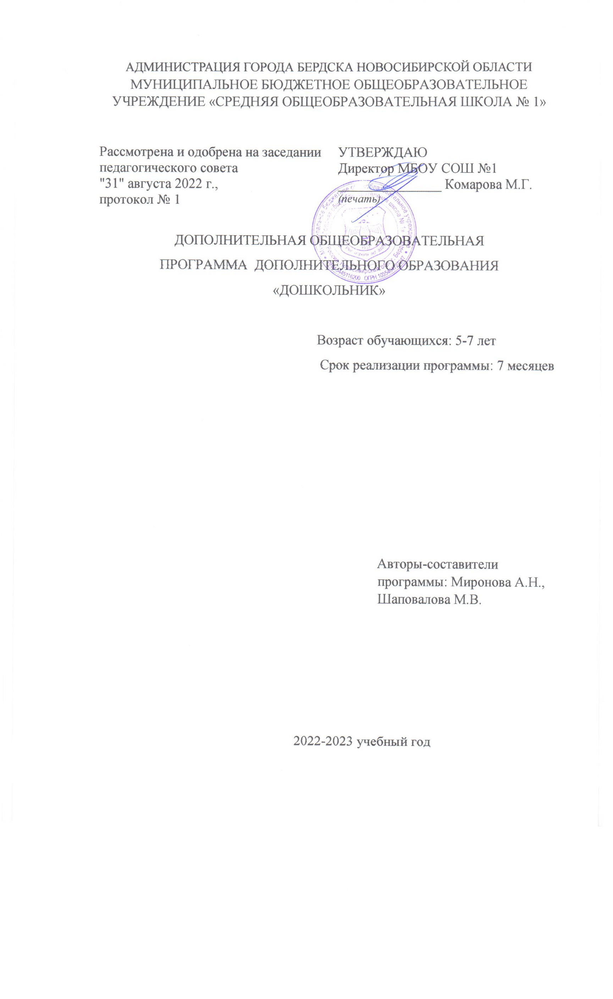 АДМИНИСТРАЦИЯ ГОРОДА БЕРДСКА НОВОСИБИРСКОЙ ОБЛАСТИ
МУНИЦИПАЛЬНОЕ БЮДЖЕТНОЕ ОБЩЕОБРАЗОВАТЕЛЬНОЕ
УЧРЕЖДЕНИЕ «СРЕДНЯЯ ОБЩЕОБРАЗОВАТЕЛЬНАЯ ШКОЛА № 1»
Рассмотрена и одобрена на заседании
педагогического совета
"31" августа 2022 г.,
протокол № 1
УТВЕРЖДАЮ
Директор МБОУ СОШ №1
Комарова М.Г.
(печать)
ДОПОЛНИТЕЛЬНАЯ ОБЩЕОБРАЗОВАТЕЛЬНАЯ
ПРОГРАММА ДОПОЛНИТЕЛЬНОГО ОБРАЗОВАНИЯ
«ДОШКОЛЬНИК»
Возраст обучающихся: 5-7 лет
Срок реализации программы: 7 месяцев
Авторы-составители
программы: Миронова А.Н.,
Шаповалова М.В.
2022-2023 учебный год